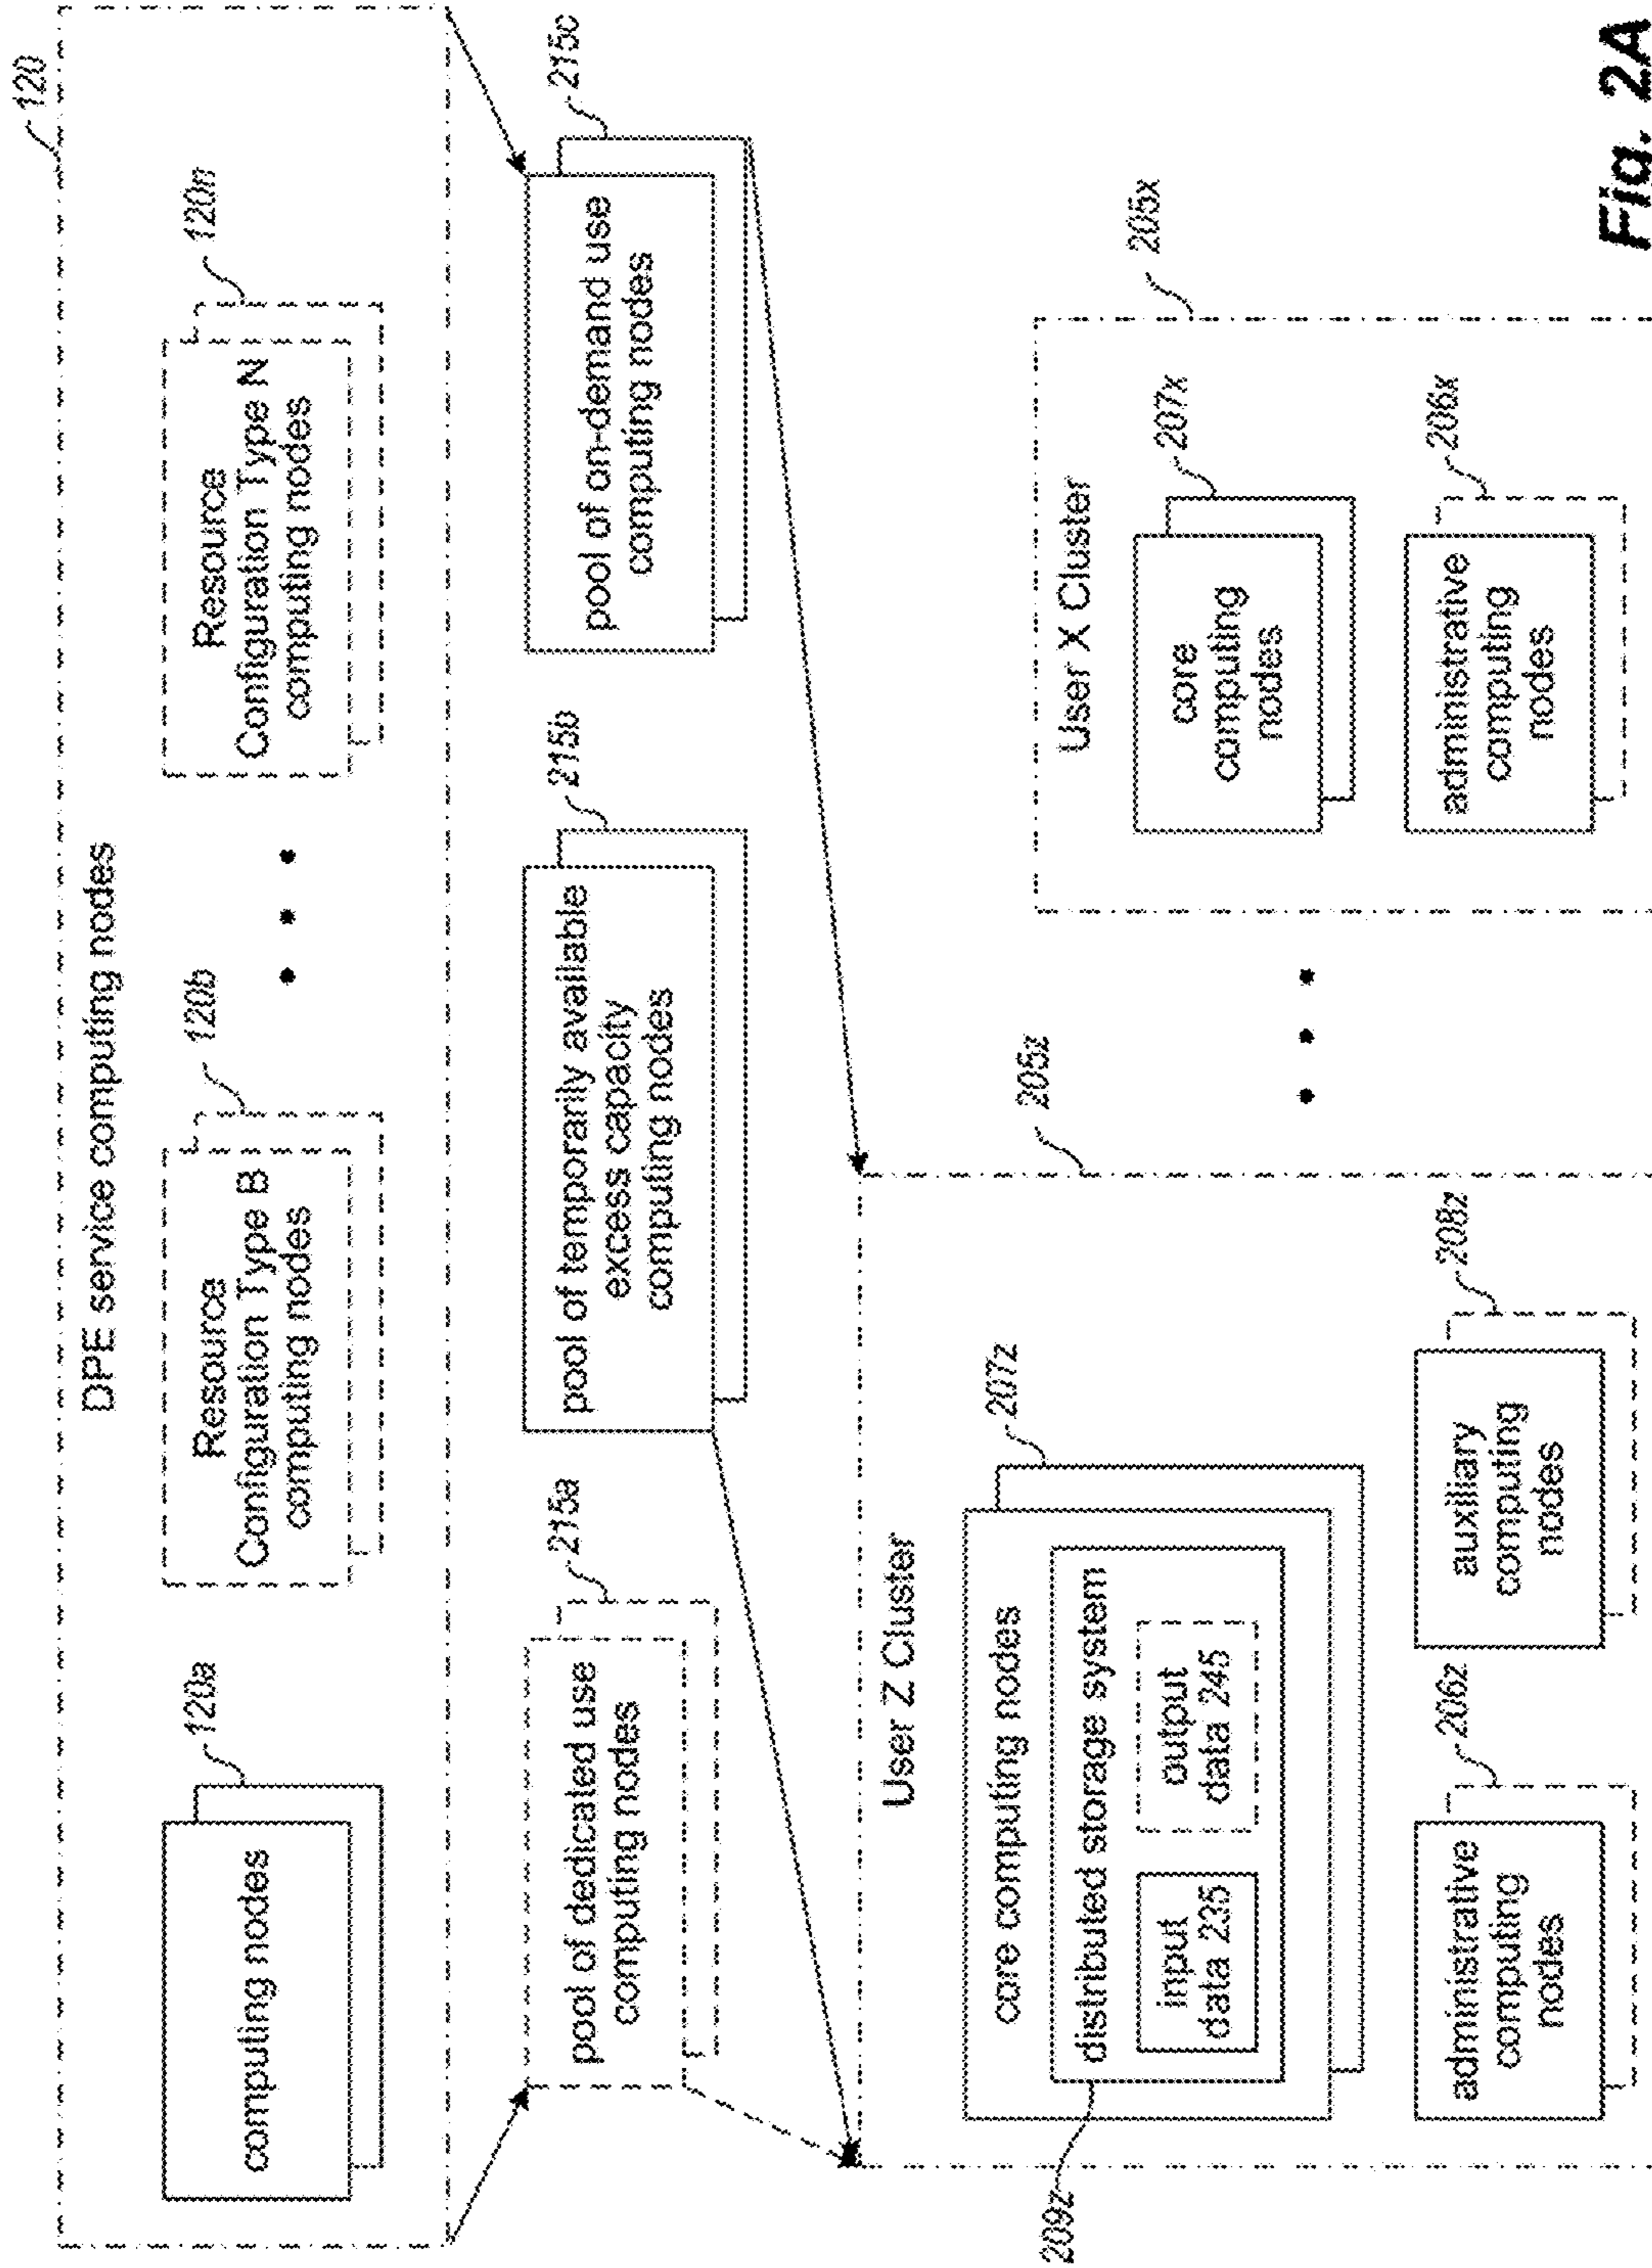 120
DPE service computing nodes
120a
computing nodes
120b
Resource
Configuration Type B
computing nodes
120n
Resource
Configuration Type N
computing nodes
215a
pool of dedicated use
computing nodes
215b
pool of temporarily available
excess capacity
computing nodes
215c
pool of on-demand use
computing nodes
205z
User Z Cluster
207z
core computing nodes
209z
distributed storage system
input
data 235
output
data 245
206z
administrative
computing
nodes
208z
auxiliary
computing
nodes
205x
User X Cluster
207x
core
computing
nodes
206x
administrative
computing
nodes
Fig. 2A